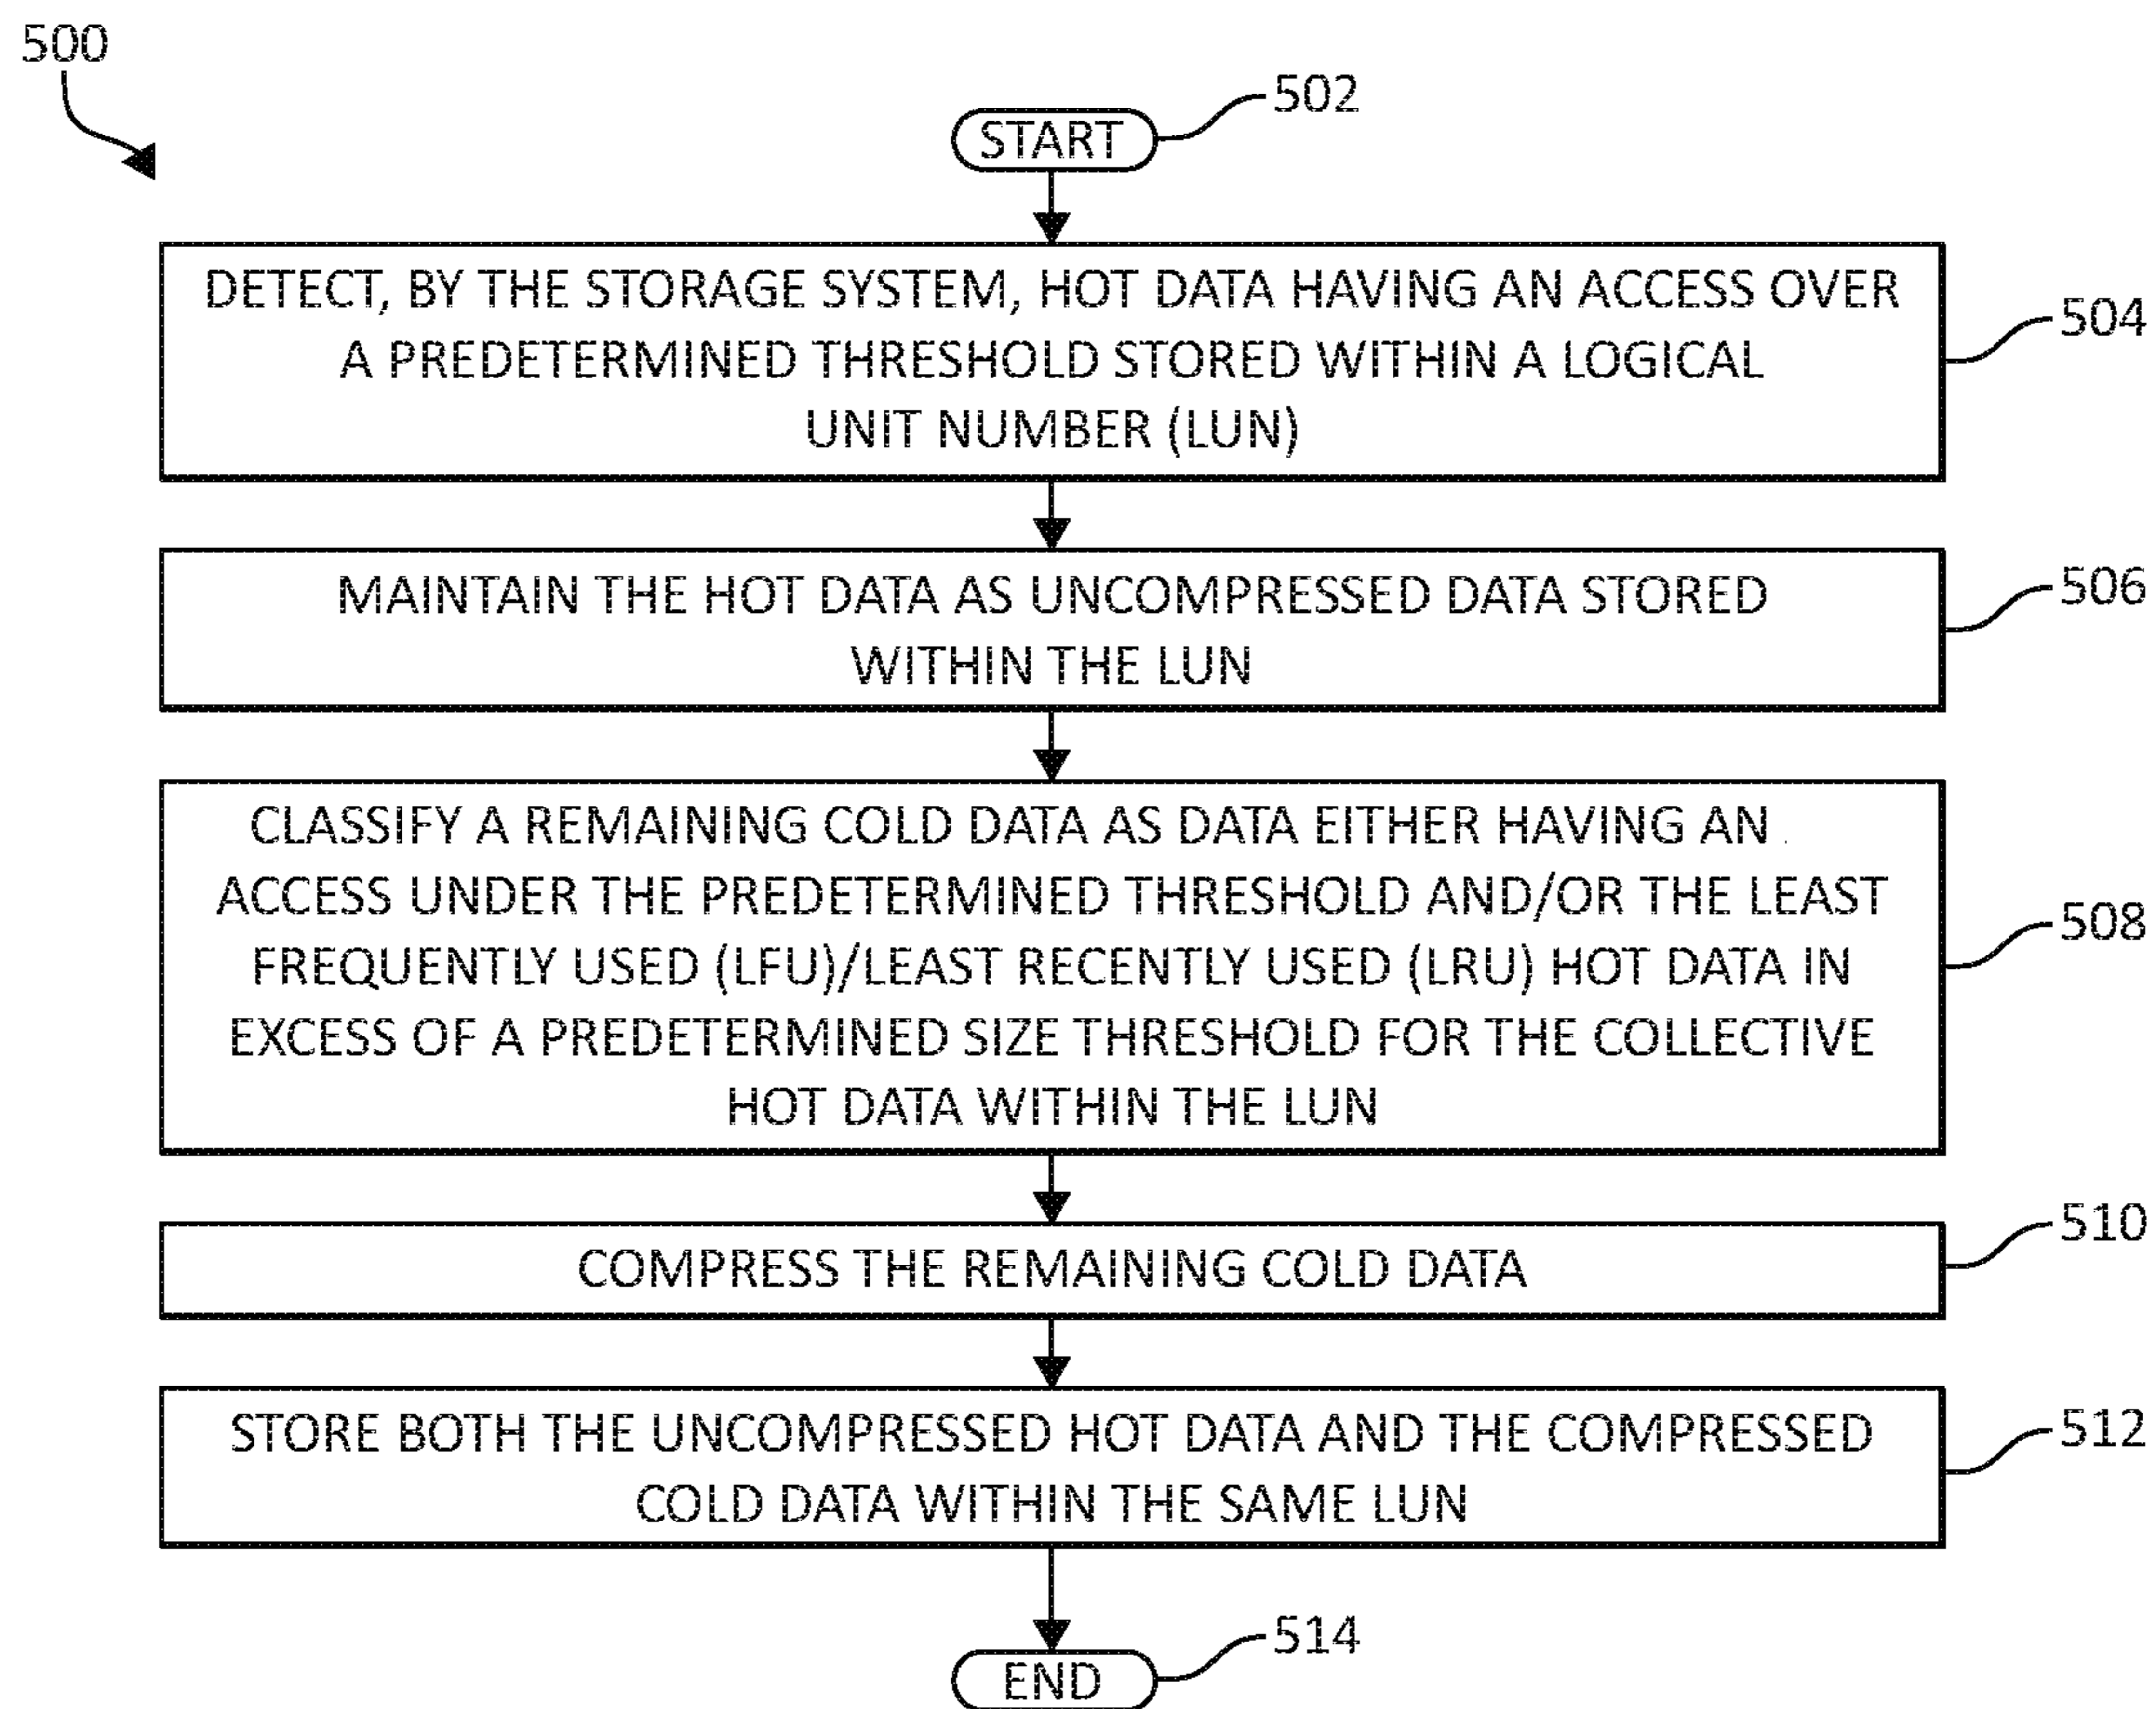 500
502
START
DETECT, BY THE STORAGE SYSTEM, HOT DATA HAVING AN ACCESS OVER
A PREDETERMINED THRESHOLD STORED WITHIN A LOGICAL
UNIT NUMBER (LUN)
504
MAINTAIN THE HOT DATA AS UNCOMPRESSED DATA STORED
WITHIN THE LUN
506
CLASSIFY A REMAINING COLD DATA AS DATA EITHER HAVING AN
ACCESS UNDER THE PREDETERMINED THRESHOLD AND/OR THE LEAST
FREQUENTLY USED (LFU)/LEAST RECENTLY USED (LRU) HOT DATA IN
EXCESS OF A PREDETERMINED SIZE THRESHOLD FOR THE COLLECTIVE
HOT DATA WITHIN THE LUN
508
COMPRESS THE REMAINING COLD DATA
510
STORE BOTH THE UNCOMPRESSED HOT DATA AND THE COMPRESSED
COLD DATA WITHIN THE SAME LUN
512
514
END